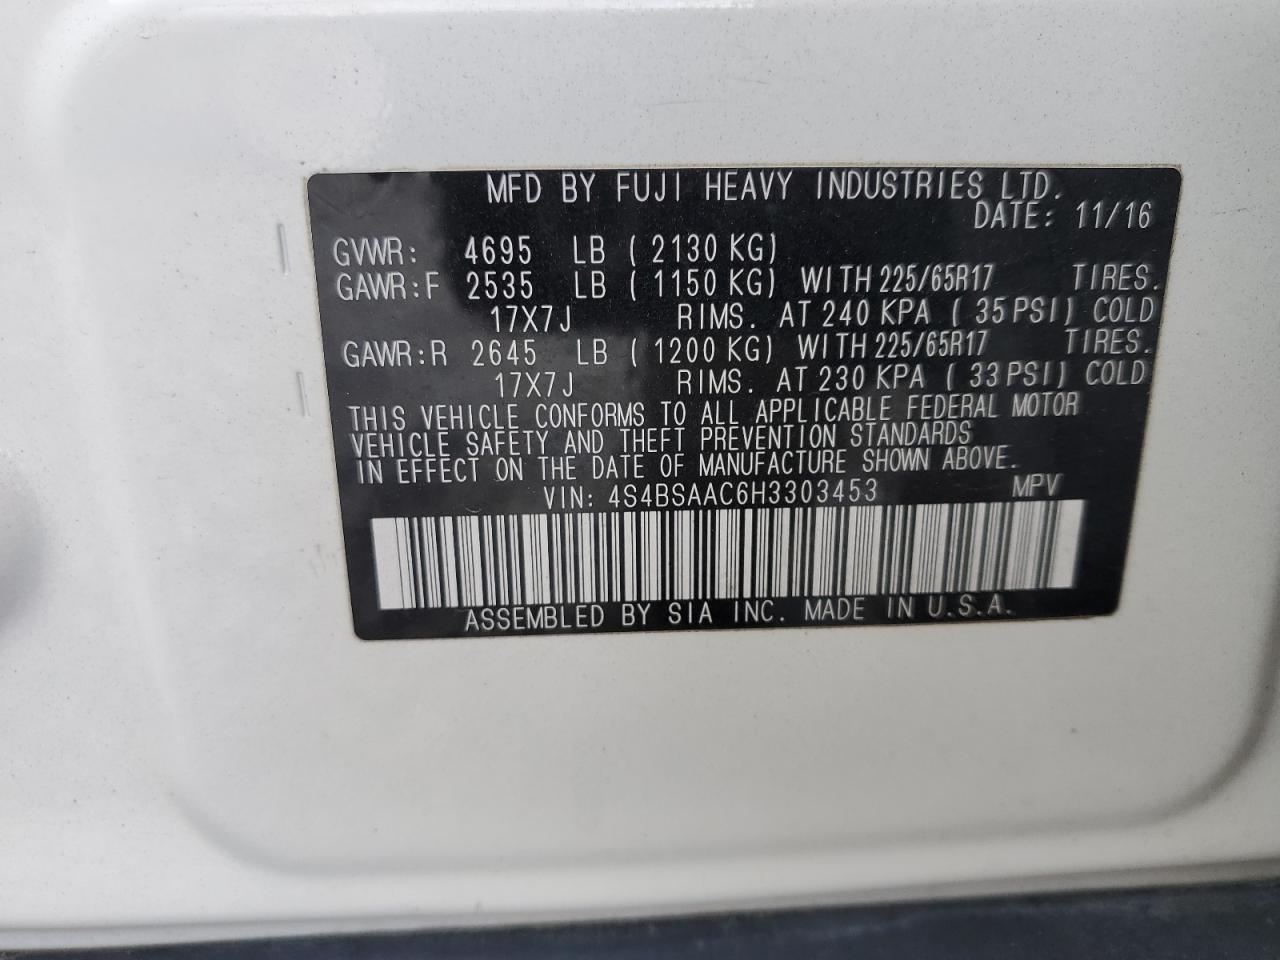 MFD BY FUJI HEAVY INDUSTRIES LTD.
DATE: 11/16
GVWR: 4695 LB ( 2130 KG)
GAWR:F 2535 LB ( 1150 KG) WITH 225/65R17 TIRES.
17X7J RIMS. AT 240 KPA ( 35 PSI) COLD
GAWR:R 2645 LB ( 1200 KG) WITH 225/65R17 TIRES.
17X7J RIMS. AT 230 KPA ( 33 PSI) COLD
THIS VEHICLE CONFORMS TO ALL APPLICABLE FEDERAL MOTOR
VEHICLE SAFETY AND THEFT PREVENTION STANDARDS
IN EFFECT ON THE DATE OF MANUFACTURE SHOWN ABOVE.
VIN: 4S4BSAAC6H3303453 MPV
ASSEMBLED BY SIA INC. MADE IN U.S.A.